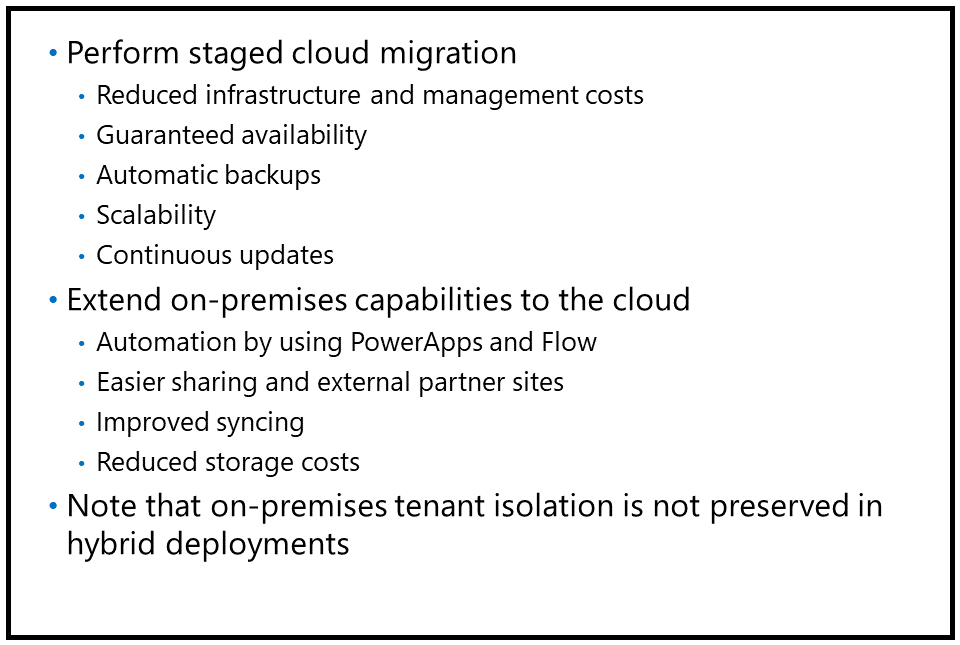 • Perform staged cloud migration
• Reduced infrastructure and management costs
• Guaranteed availability
• Automatic backups
• Scalability
• Continuous updates
• Extend on-premises capabilities to the cloud
• Automation by using PowerApps and Flow
• Easier sharing and external partner sites
• Improved syncing
• Reduced storage costs
• Note that on-premises tenant isolation is not preserved in
hybrid deployments